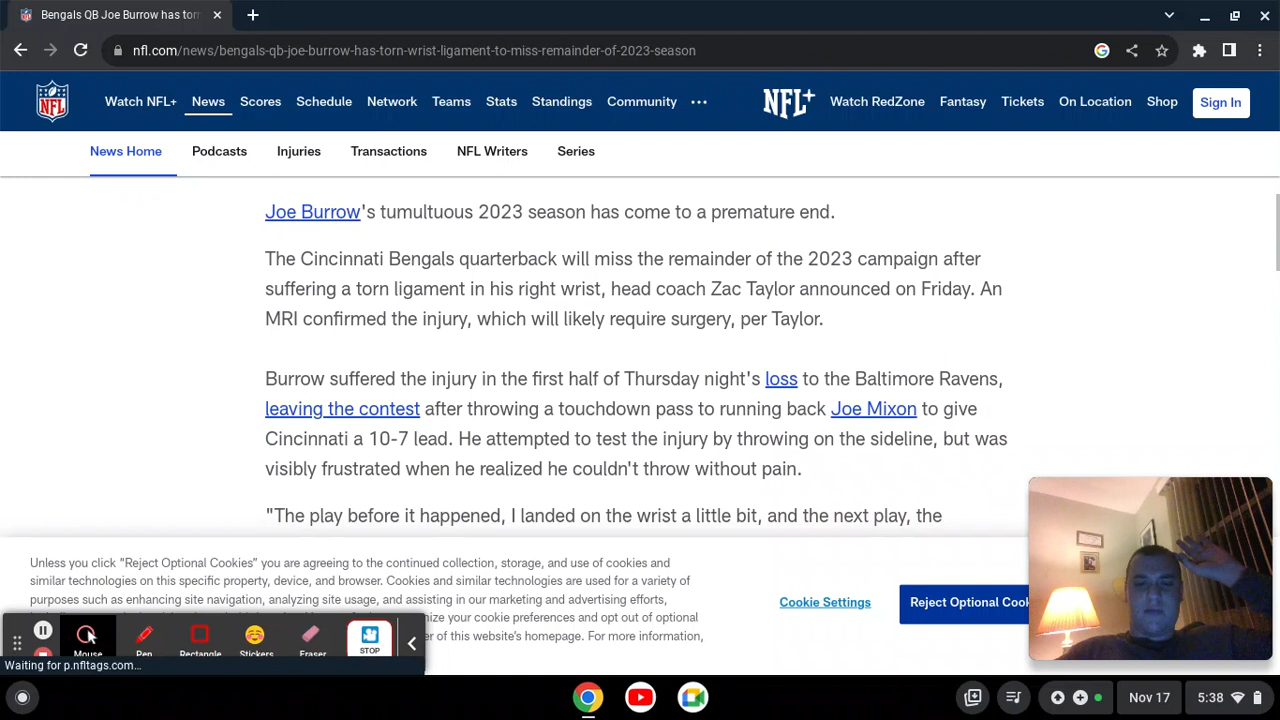 Bengals QB Joe Burrow has torn
nfl.com/news/bengals-qb-joe-burrow-has-torn-wrist-ligament-to-miss-remainder-of-2023-season
NFL
Watch NFL+ News Scores Schedule Network Teams Stats Standings Community ••• NFL+ Watch RedZone Fantasy Tickets On Location Shop Sign In
News Home Podcasts Injuries Transactions NFL Writers Series
Joe Burrow's tumultuous 2023 season has come to a premature end.
The Cincinnati Bengals quarterback will miss the remainder of the 2023 campaign after
suffering a torn ligament in his right wrist, head coach Zac Taylor announced on Friday. An
MRI confirmed the injury, which will likely require surgery, per Taylor.
Burrow suffered the injury in the first half of Thursday night's loss to the Baltimore Ravens,
leaving the contest after throwing a touchdown pass to running back Joe Mixon to give
Cincinnati a 10-7 lead. He attempted to test the injury by throwing on the sideline, but was
visibly frustrated when he realized he couldn't throw without pain.
"The play before it happened, I landed on the wrist a little bit, and the next play, the
Unless you click “Reject Optional Cookies” you are agreeing to the continued collection, storage, and use of cookies and
similar technologies on this specific property, device, and browser. Cookies and similar technologies are used for a variety of
purposes such as enhancing site navigation, analyzing site usage, and assisting in our marketing and advertising efforts,
mize your cookie preferences and opt out of optional
er of this website's homepage. For more information,
Cookie Settings
Reject Optional Cook
Mouse Pen Rectangle Stickers Eraser STOP
Waiting for p.nfltags.com...
Nov 17 5:38